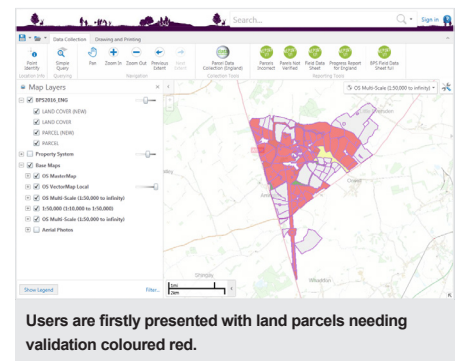 Search...
Sign in
Data Collection Drawing and Printing
Point Identify
Simple Query
Pan
Zoom In
Zoom Out
Previous Extent
Next Extent
Parcel Data Collection (England)
Parcels Incorrect
Parcels Not Verified
Field Data Sheet
Progress Report for England
BPS Field Data Sheet for
Location Info Querying Navigation Collection Tools Reporting Tools
Map Layers
OS Multi-Scale (1:50,000 to infinity)
BPS2016_ENG
LAND COVER (NEW)
LAND COVER
PARCEL (NEW)
PARCEL
Property System
Base Maps
OS MasterMap
OS VectorMap Local
OS Multi-Scale (1:50,000 to infinity)
1:50,000 (1:10,000 to 1:50,000)
OS Multi-Scale (1:50,000 to infinity)
Aerial Photos
Show Legend
Filter...
1mi
2km
Users are firstly presented with land parcels needing
validation coloured red.